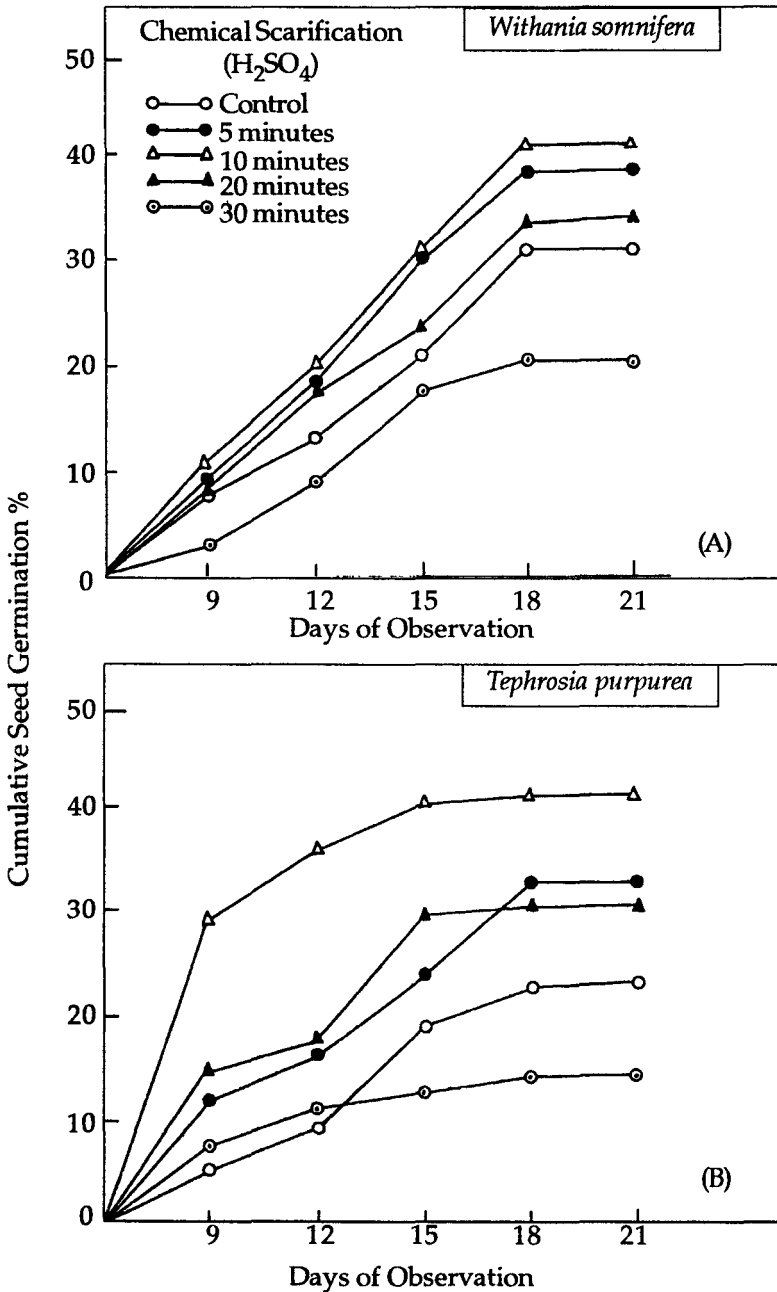 Chemical Scarification
(H₂SO₄)
Withania somnifera
Control
5 minutes
10 minutes
20 minutes
30 minutes
50
40
30
20
10
0
(A)
9 12 15 18 21
Days of Observation
Cumulative Seed Germination %
Tephrosia purpurea
50
40
30
20
10
0
(B)
9 12 15 18 21
Days of Observation